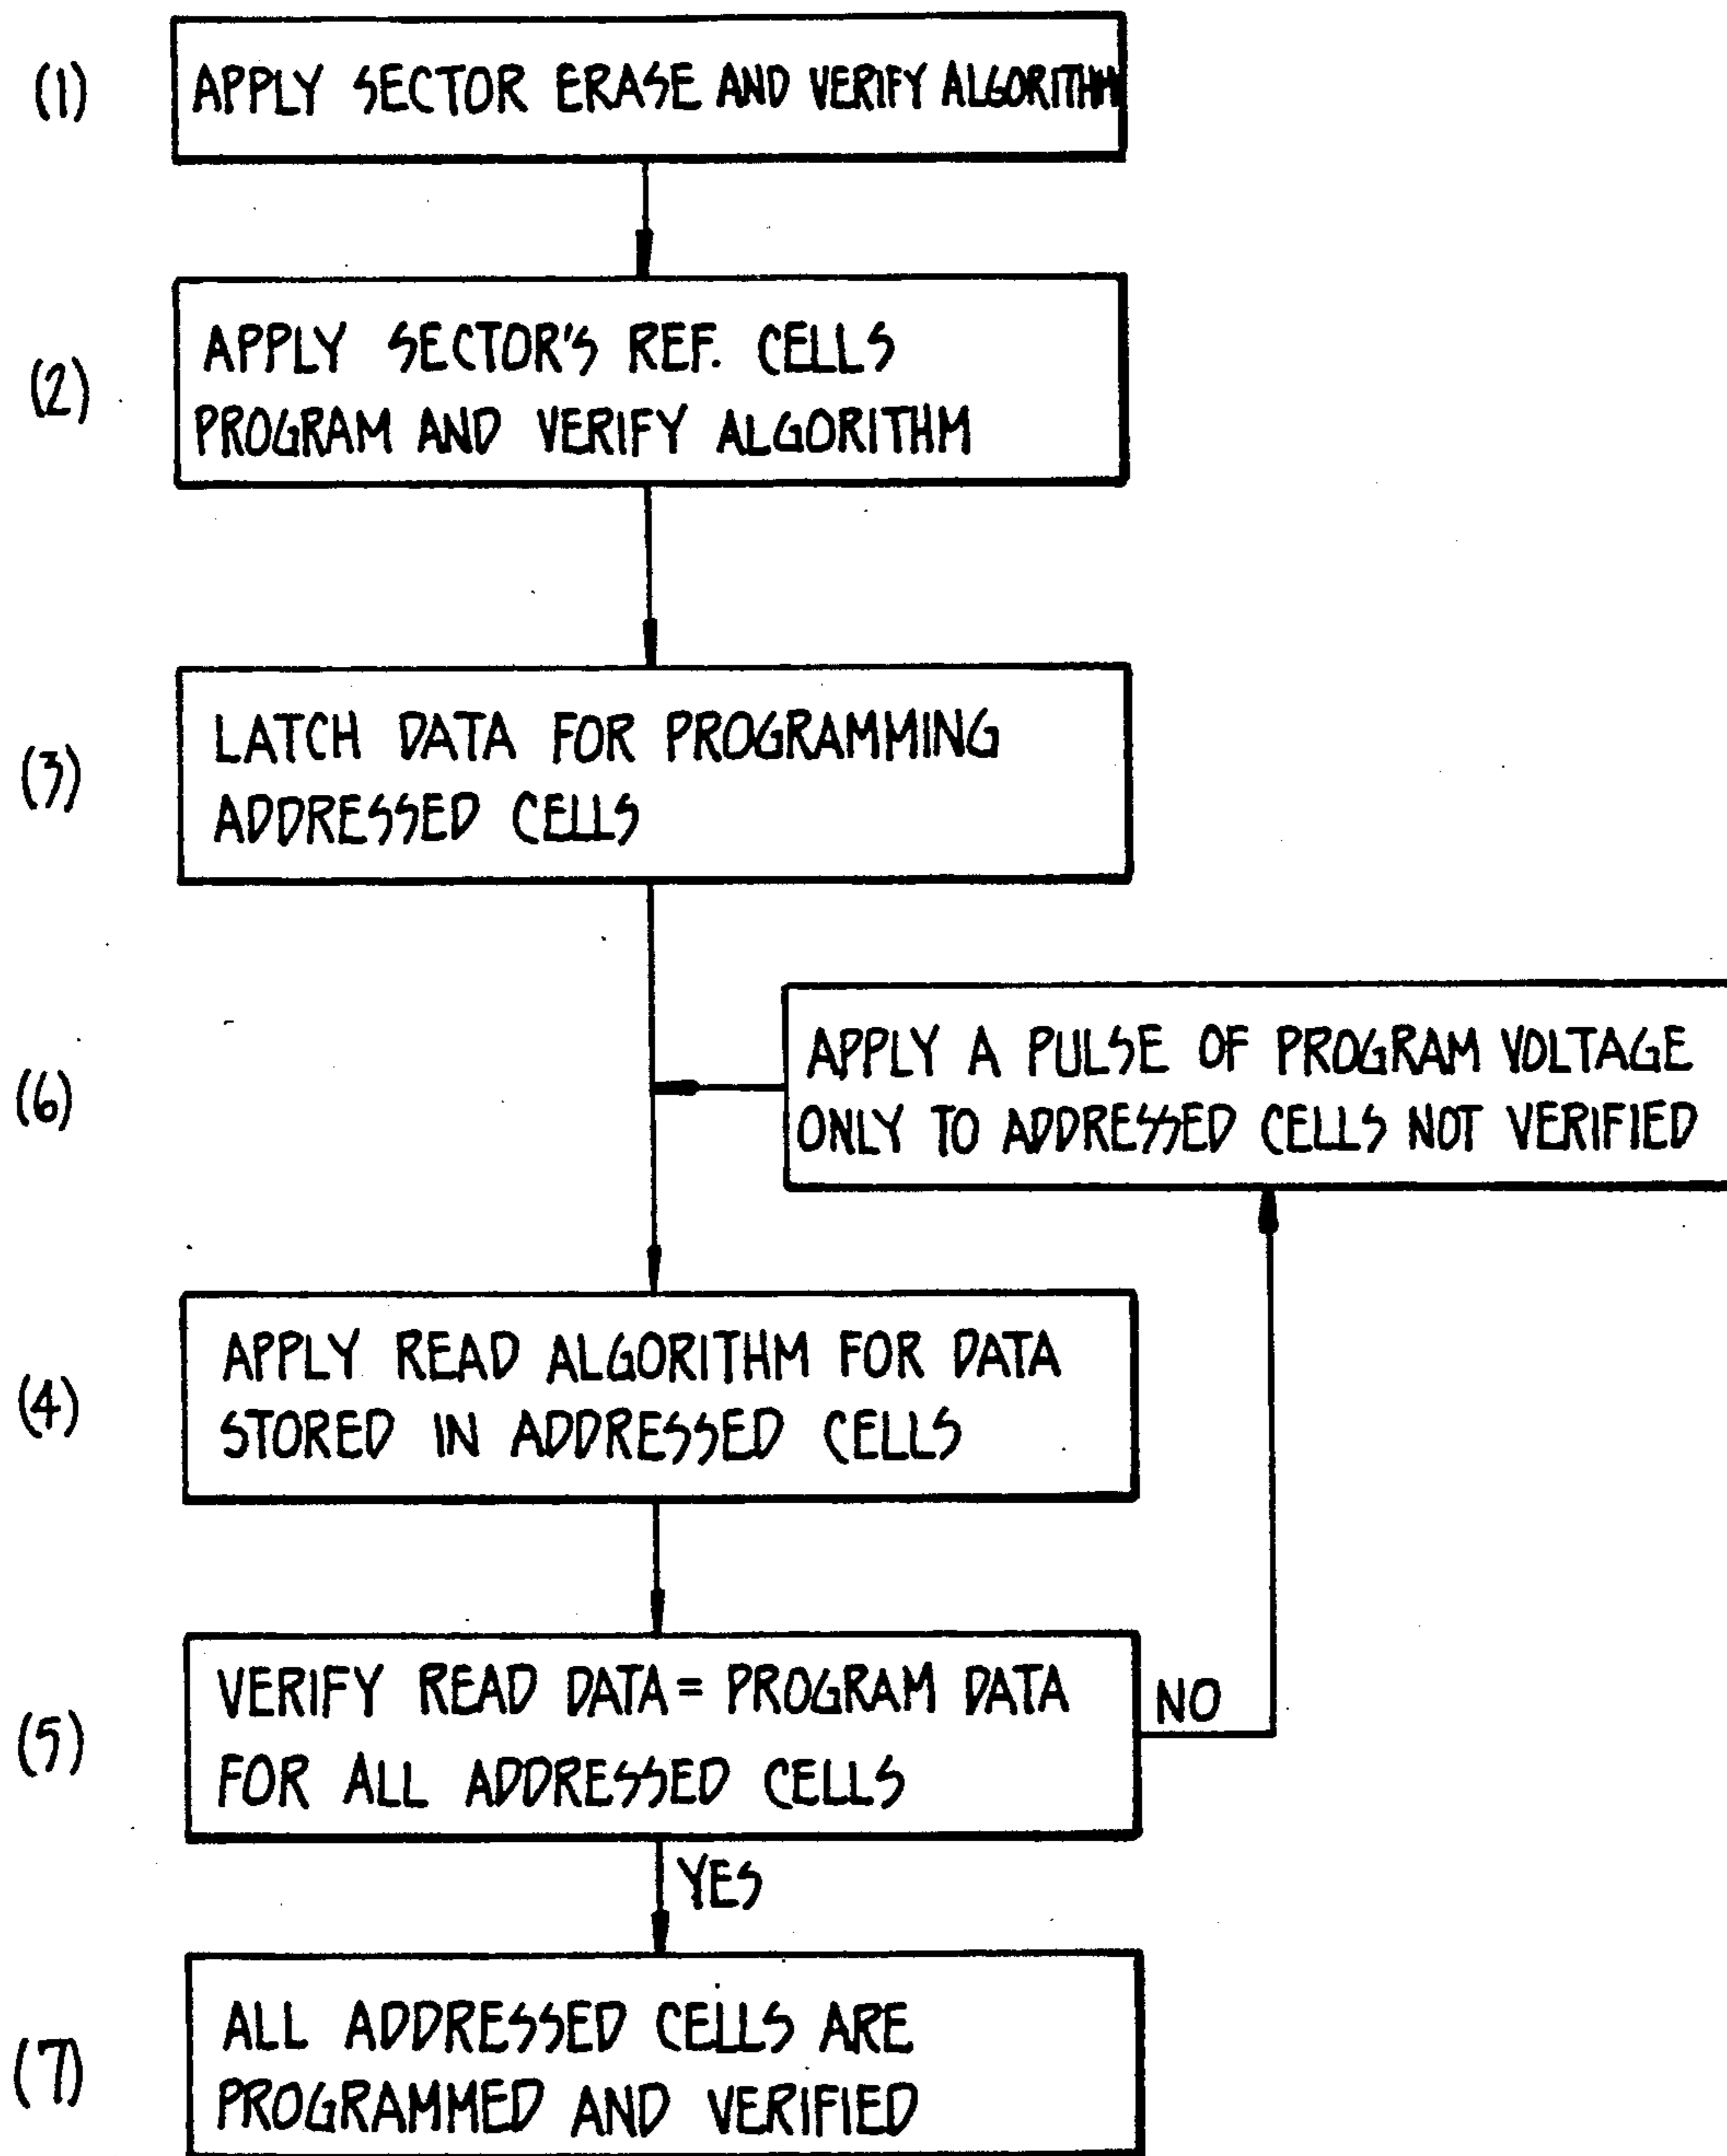 (1)
APPLY SECTOR ERASE AND VERIFY ALGORITHM
(2)
APPLY SECTOR'S REF. CELLS
PROGRAM AND VERIFY ALGORITHM
(3)
LATCH DATA FOR PROGRAMMING
ADDRESSED CELLS
(6)
APPLY A PULSE OF PROGRAM VOLTAGE
ONLY TO ADDRESSED CELLS NOT VERIFIED
(4)
APPLY READ ALGORITHM FOR DATA
STORED IN ADDRESSED CELLS
(5)
VERIFY READ DATA = PROGRAM DATA
FOR ALL ADDRESSED CELLS
NO
YES
(7)
ALL ADDRESSED CELLS ARE
PROGRAMMED AND VERIFIED